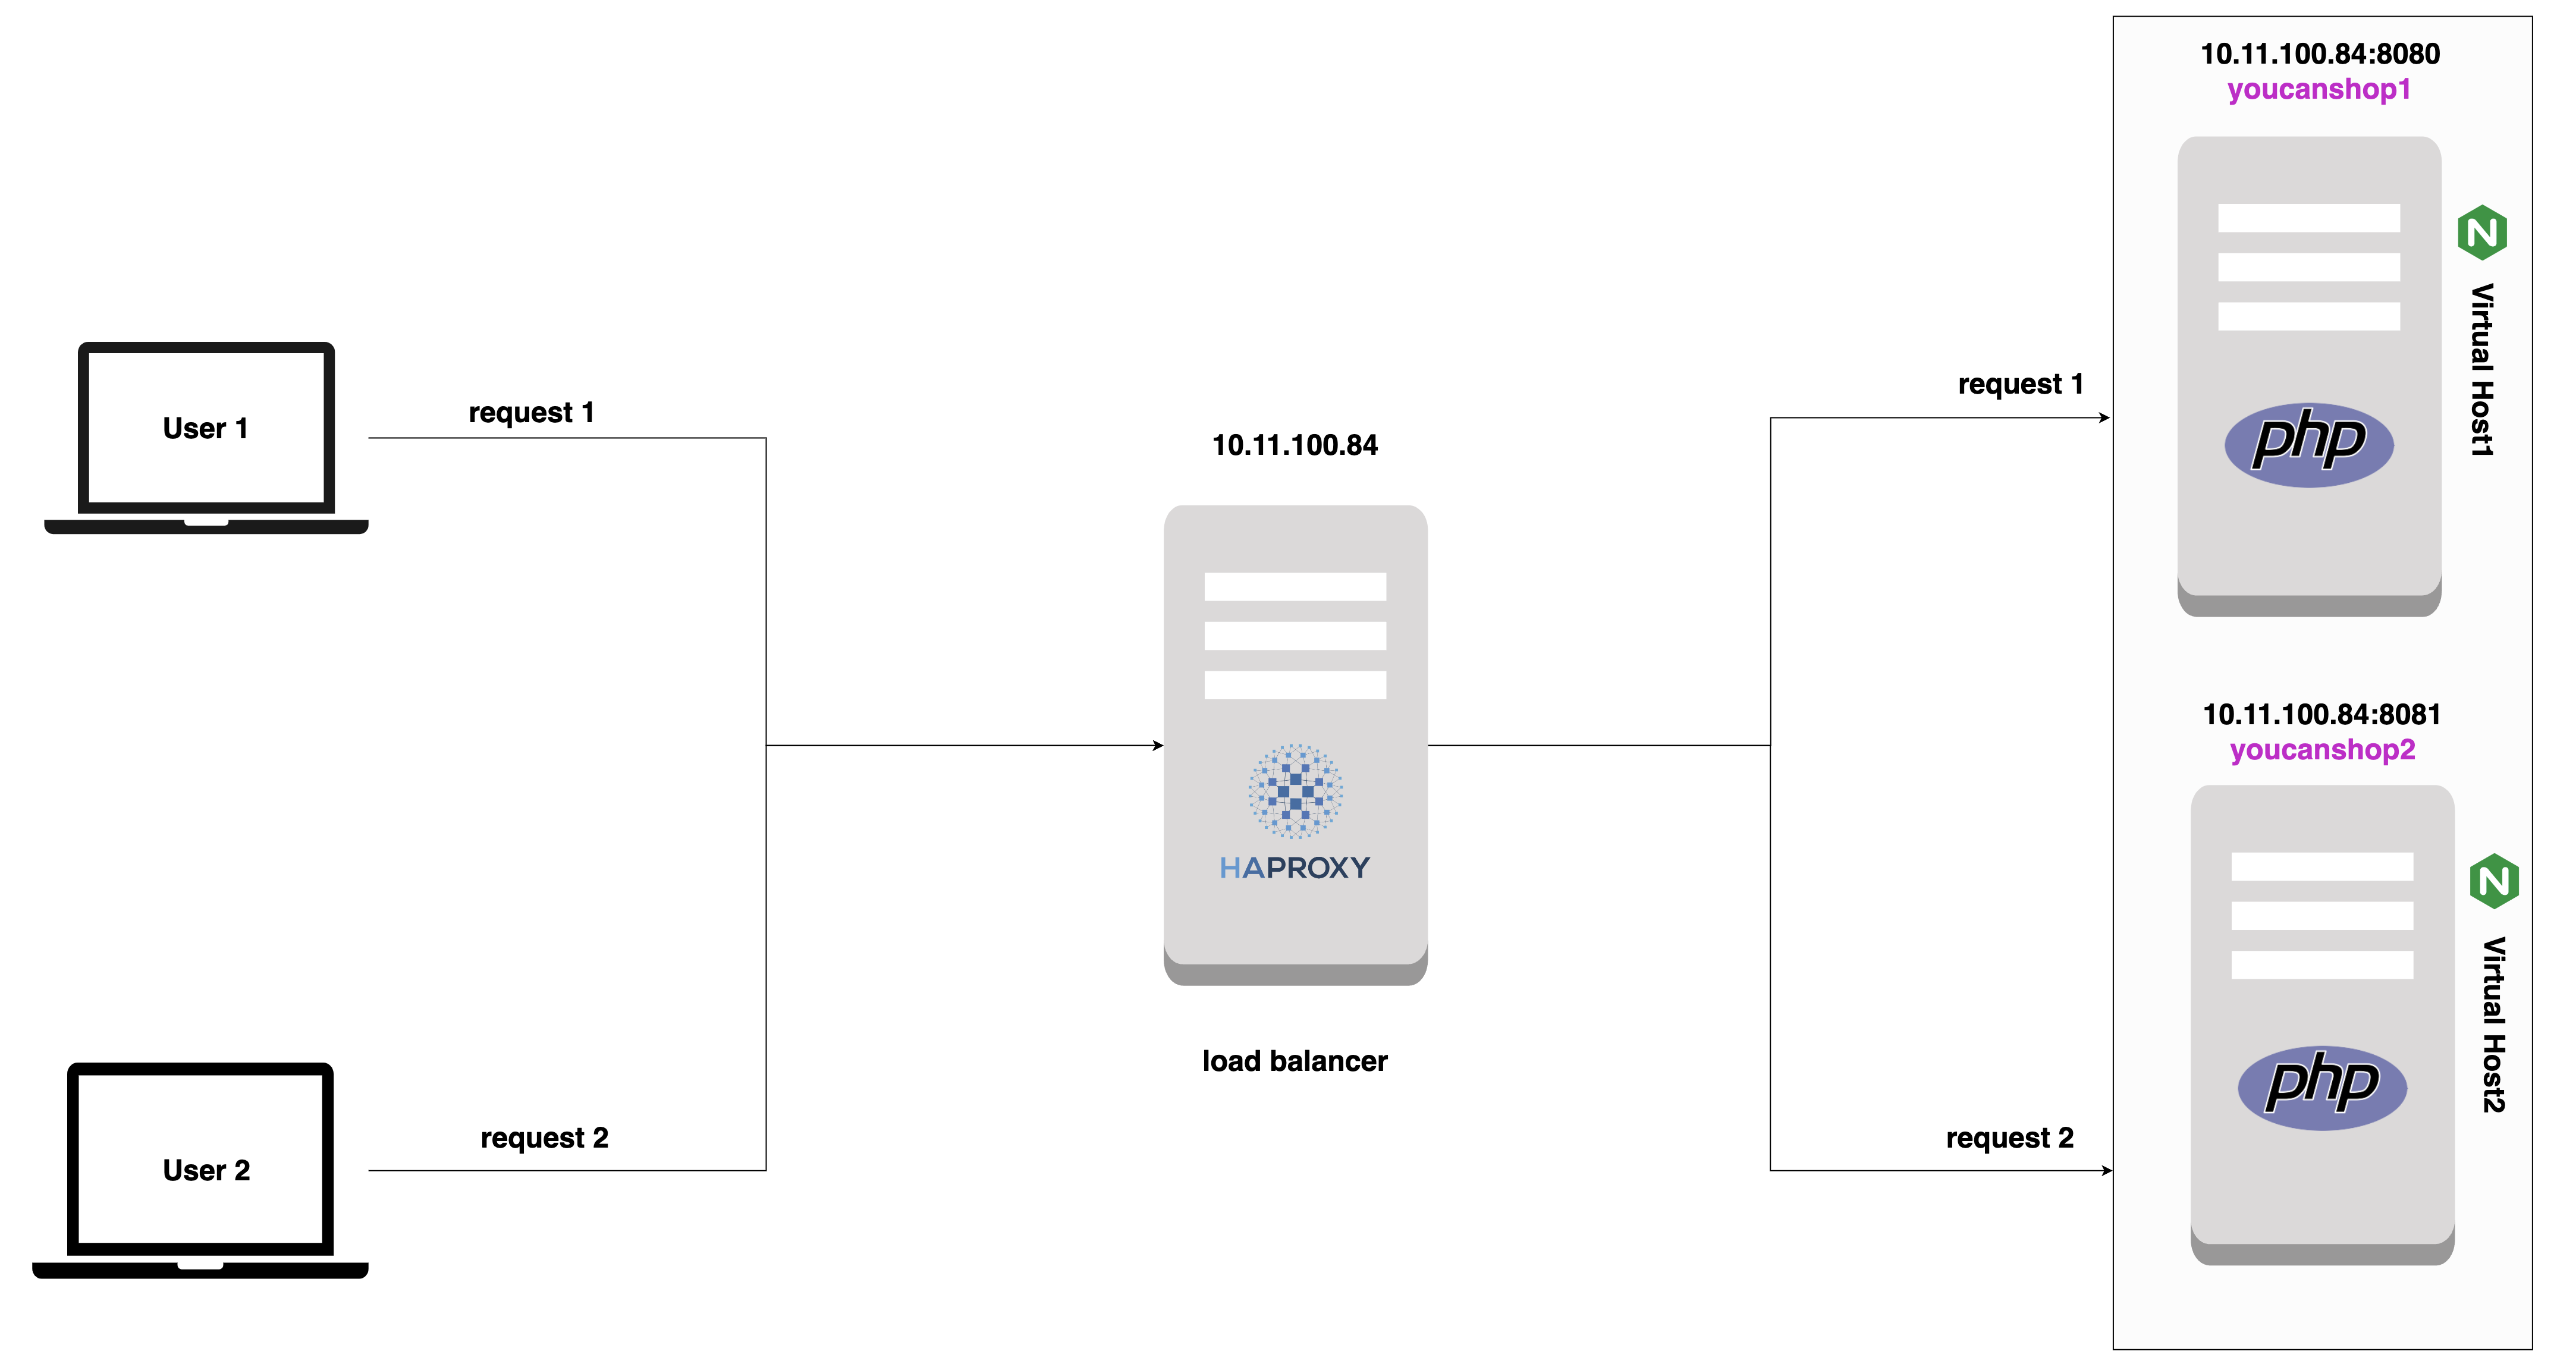 User 1
request 1
User 2
request 2
10.11.100.84
HAPROXY
load balancer
request 1
request 2
10.11.100.84:8080
youcanshop1
N
Virtual Host1
php
10.11.100.84:8081
youcanshop2
N
Virtual Host2
php